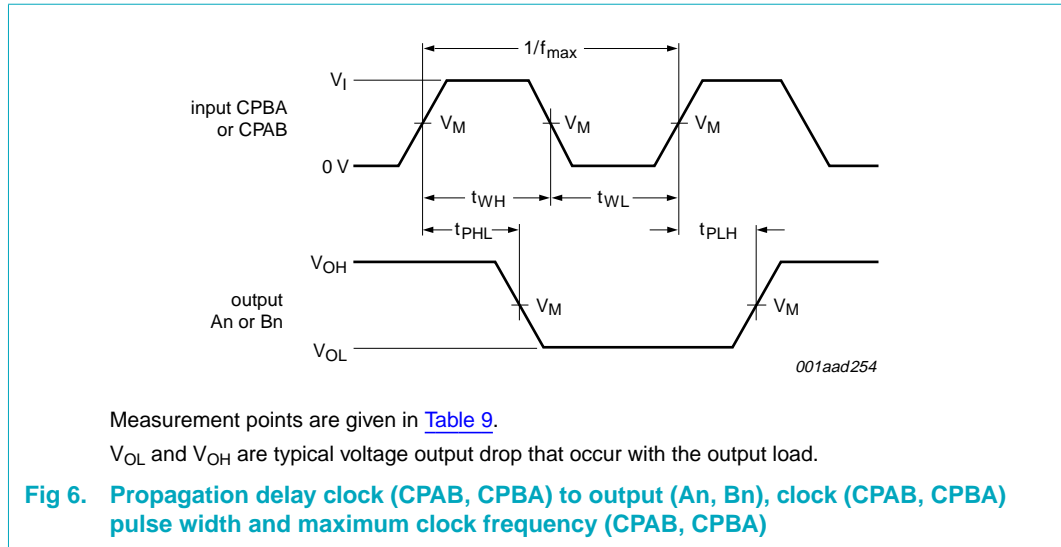 1/fmax
VI
input CPBA
or CPAB
VM
VM
VM
0 V
tWH
tWL
tPHL
tPLH
VOH
output
An or Bn
VM
VM
VOL
001aad254
Measurement points are given in Table 9.
VOL and VOH are typical voltage output drop that occur with the output load.
Fig 6. Propagation delay clock (CPAB, CPBA) to output (An, Bn), clock (CPAB, CPBA)
pulse width and maximum clock frequency (CPAB, CPBA)